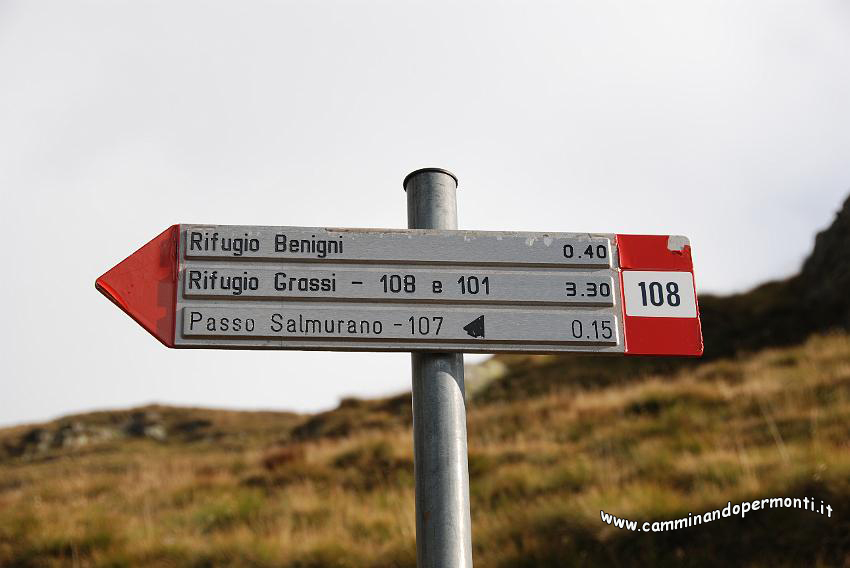 Rifugio Benigni 0.40
Rifugio Grassi - 108 e 101 3.30
Passo Salmurano - 107 0.15
108
www.camminandopermonti.it